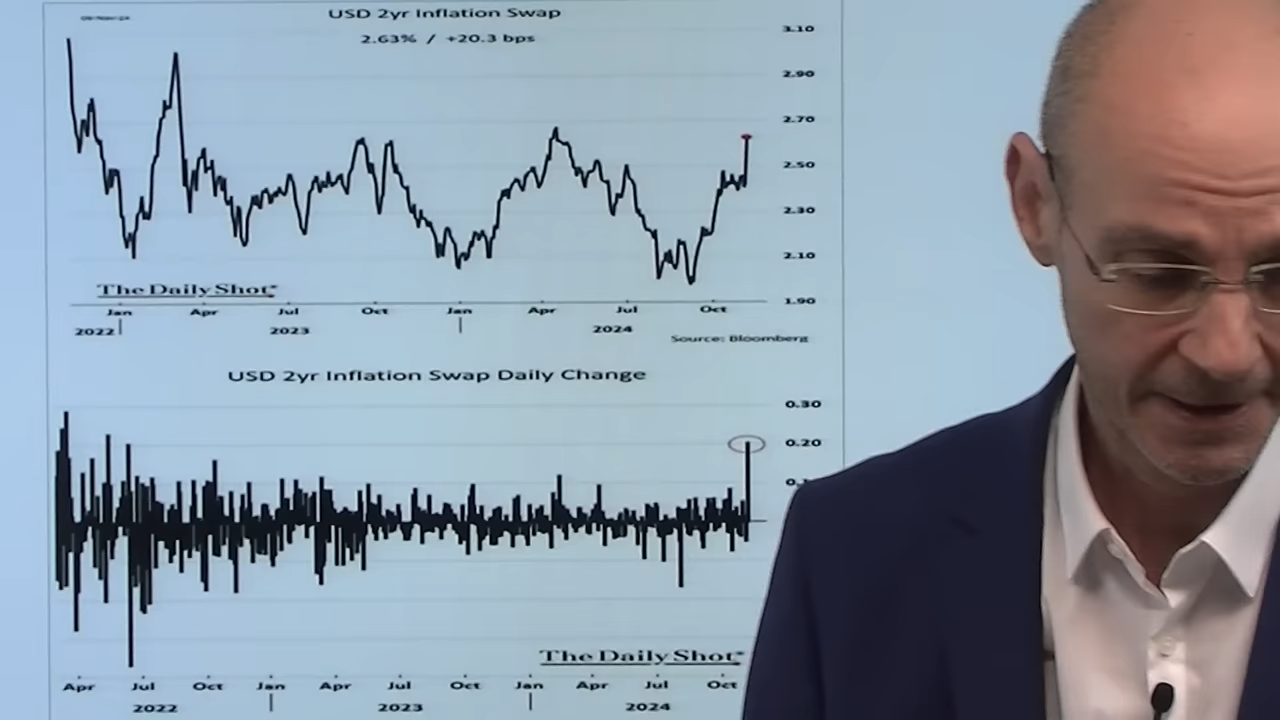 USD 2yr Inflation Swap
2.63% / +20.3 bps
3.10
2.90
2.70
2.50
2.30
2.10
1.90
The Daily Shot
Jan Apr Jul Oct Jan Apr Jul Oct
2022 2023 2024
Source: Bloomberg
USD 2yr Inflation Swap Daily Change
0.30
0.20
The Daily Shot
Apr Jul Oct Jan Apr Jul Oct Jan Apr Jul Oct
2022 2023 2024